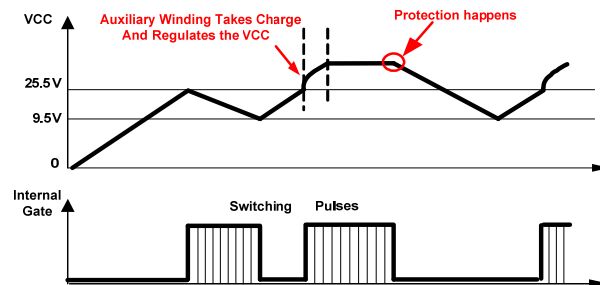 VCC
Auxiliary Winding Takes Charge
And Regulates the VCC
Protection happens
25.5V
9.5V
0
Internal
Gate
Switching Pulses